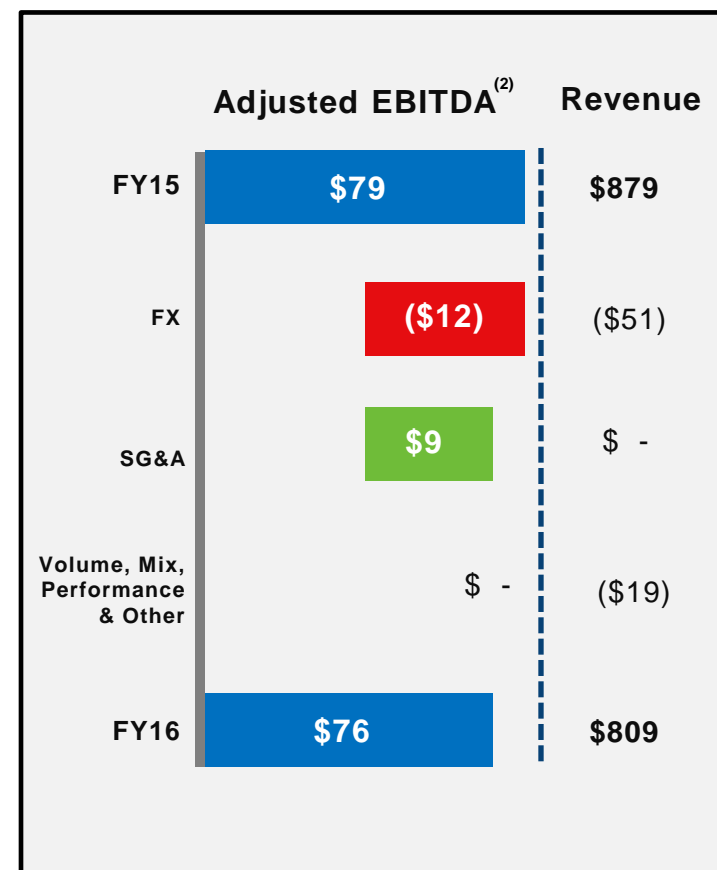 Adjusted EBITDA(2) Revenue
FY15 $79 $879
FX ($12) ($51)
SG&A $9 $ -
Volume, Mix,
Performance
& Other
$ - ($19)
FY16 $76 $809